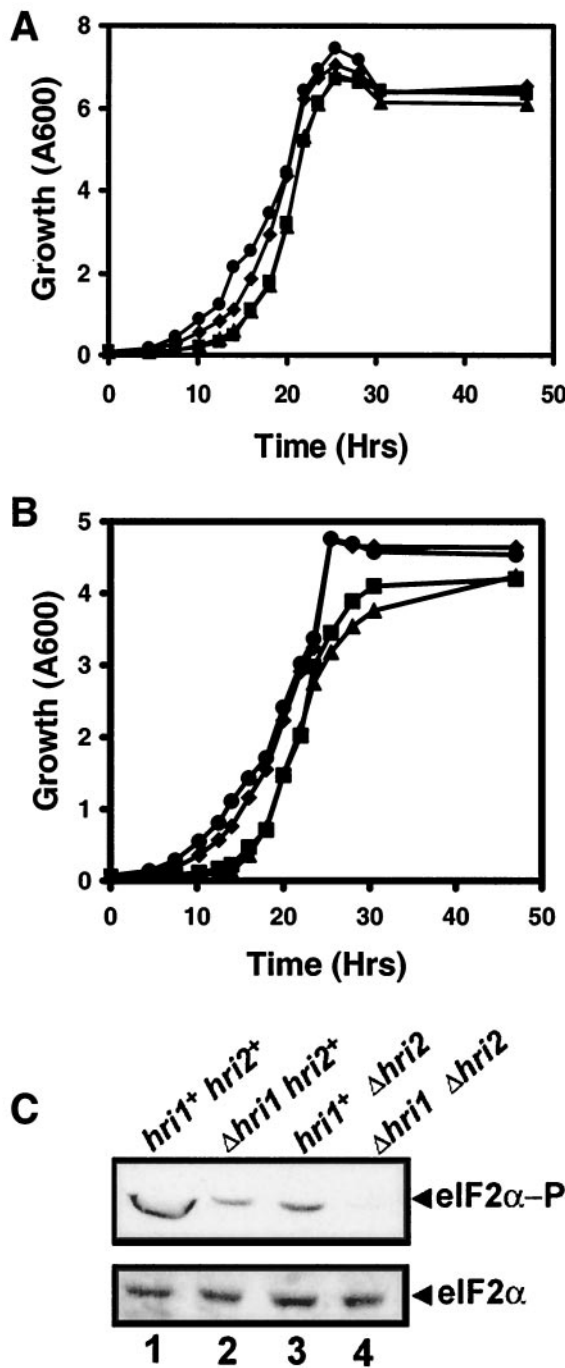 A
8
6
4
2
0
Growth (A600)
0 10 20 30 40 50
Time (Hrs)
B
5
4
3
2
1
0
Growth (A600)
0 10 20 30 40 50
Time (Hrs)
C
hri1⁺ hri2⁺
Δhri1 hri2⁺
hri1⁺ Δhri2
Δhri1 Δhri2
◄eIF2α–P
◄eIF2α
1 2 3 4